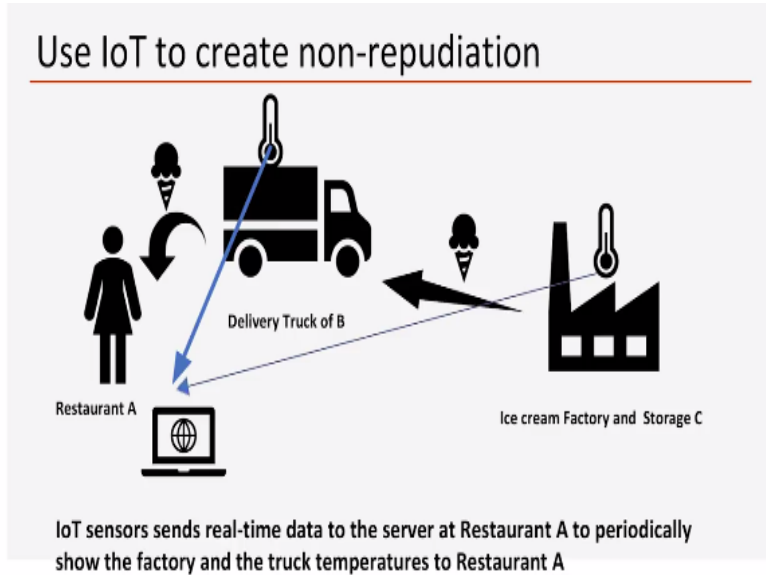 Use IoT to create non-repudiation
Delivery Truck of B
Restaurant A
Ice cream Factory and Storage C
IoT sensors sends real-time data to the server at Restaurant A to periodically
show the factory and the truck temperatures to Restaurant A